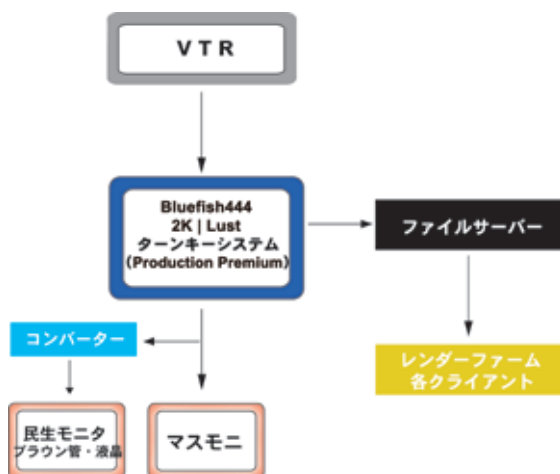 VTR
Bluefish444
2K | Lust
ターンキーシステム
(Production Premium)
ファイルサーバー
コンバーター
レンダーファーム
各クライアント
民生モニタ
ブラウン管・液晶
マスモニ